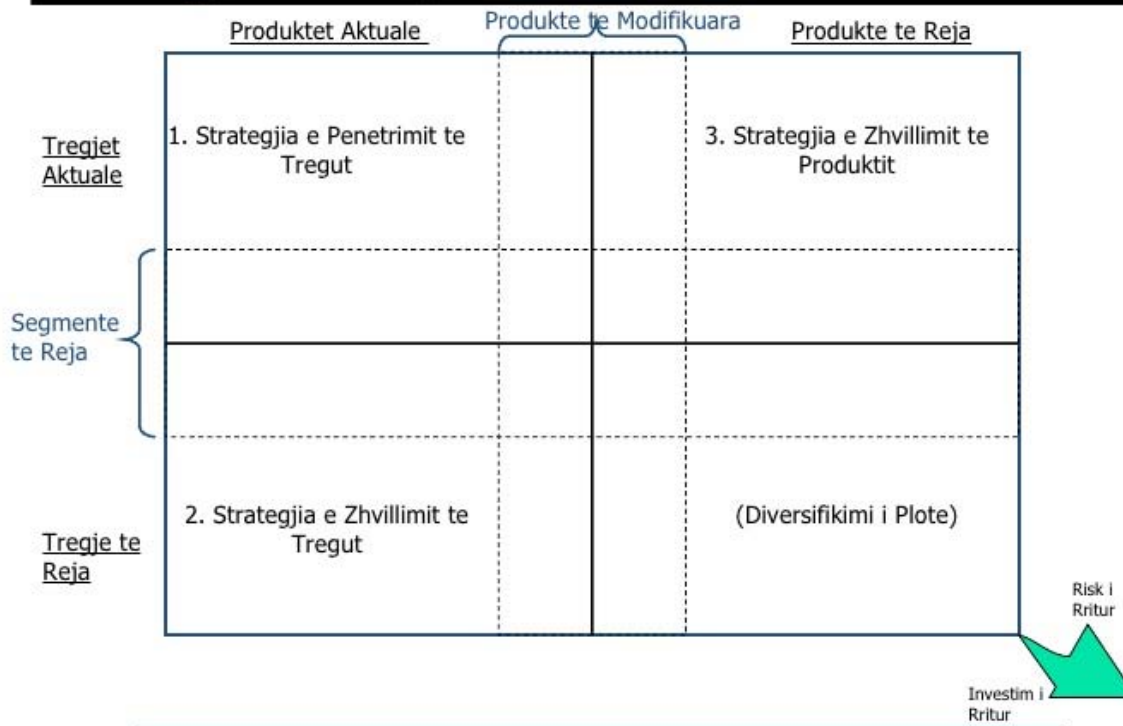 Produktet Aktuale
Produkte te Modifikuara
Produkte te Reja
Tregjet
Aktuale
1. Strategjia e Penetrimit te
Tregut
3. Strategjia e Zhvillimit te
Produktit
Segmente
te Reja
Tregje te
Reja
2. Strategjia e Zhvillimit te
Tregut
(Diversifikimi i Plote)
Risk i
Rritur
Investim i
Rritur